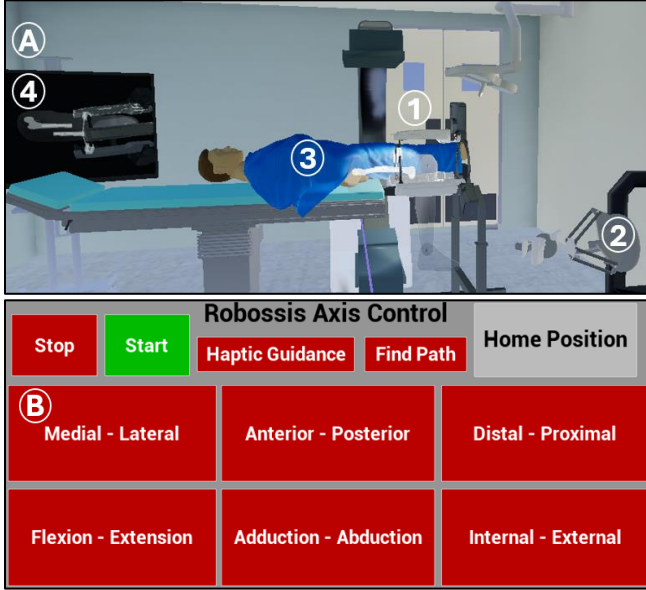 A
4
1
3
2
Robossis Axis Control
Stop
Start
Haptic Guidance
Find Path
Home Position
B
Medial - Lateral
Anterior - Posterior
Distal - Proximal
Flexion - Extension
Adduction - Abduction
Internal - External